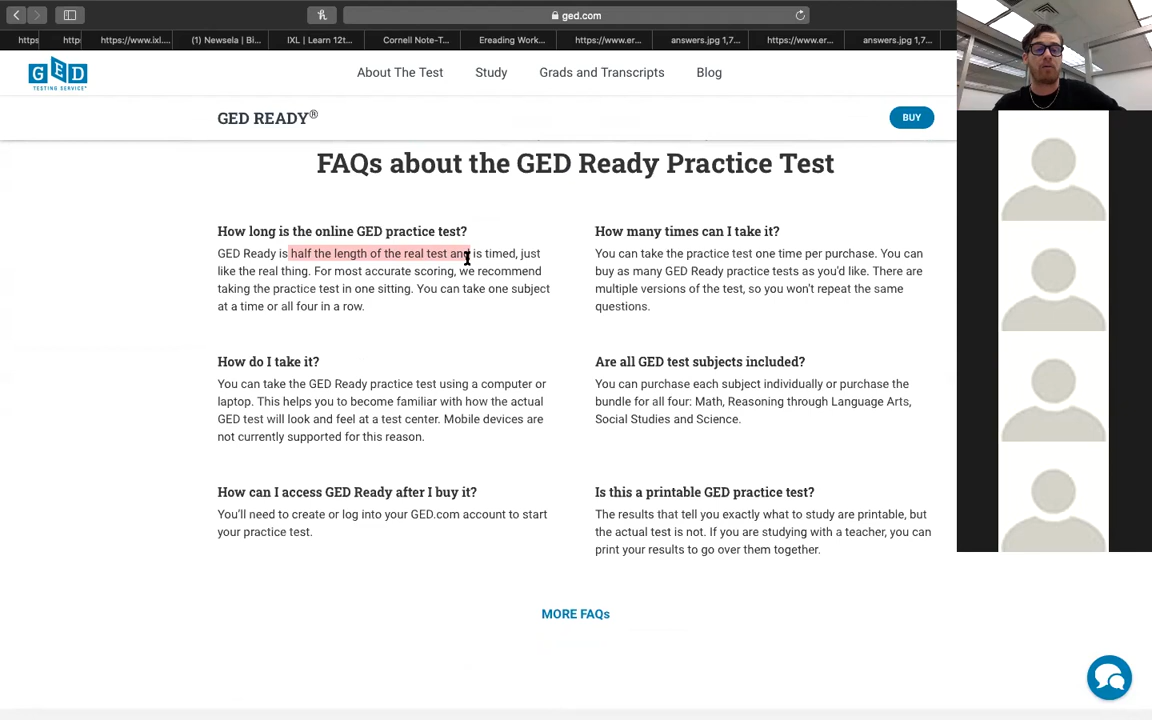 ged.com
https
http
https://www.ixl....
(1) Newsela | Bi...
IXL | Learn 12t...
Cornell Note-T...
Ereading Work...
https://www.er...
answers.jpg 1,7...
https://www.er...
answers.jpg 1,7...
GED
TESTING SERVICE
About The Test
Study
Grads and Transcripts
Blog
GED READY®
BUY
FAQs about the GED Ready Practice Test
How long is the online GED practice test?
GED Ready is half the length of the real test and is timed, just
like the real thing. For most accurate scoring, we recommend
taking the practice test in one sitting. You can take one subject
at a time or all four in a row.
How many times can I take it?
You can take the practice test one time per purchase. You can
buy as many GED Ready practice tests as you'd like. There are
multiple versions of the test, so you won't repeat the same
questions.
How do I take it?
You can take the GED Ready practice test using a computer or
laptop. This helps you to become familiar with how the actual
GED test will look and feel at a test center. Mobile devices are
not currently supported for this reason.
Are all GED test subjects included?
You can purchase each subject individually or purchase the
bundle for all four: Math, Reasoning through Language Arts,
Social Studies and Science.
How can I access GED Ready after I buy it?
You'll need to create or log into your GED.com account to start
your practice test.
Is this a printable GED practice test?
The results that tell you exactly what to study are printable, but
the actual test is not. If you are studying with a teacher, you can
print your results to go over them together.
MORE FAQs